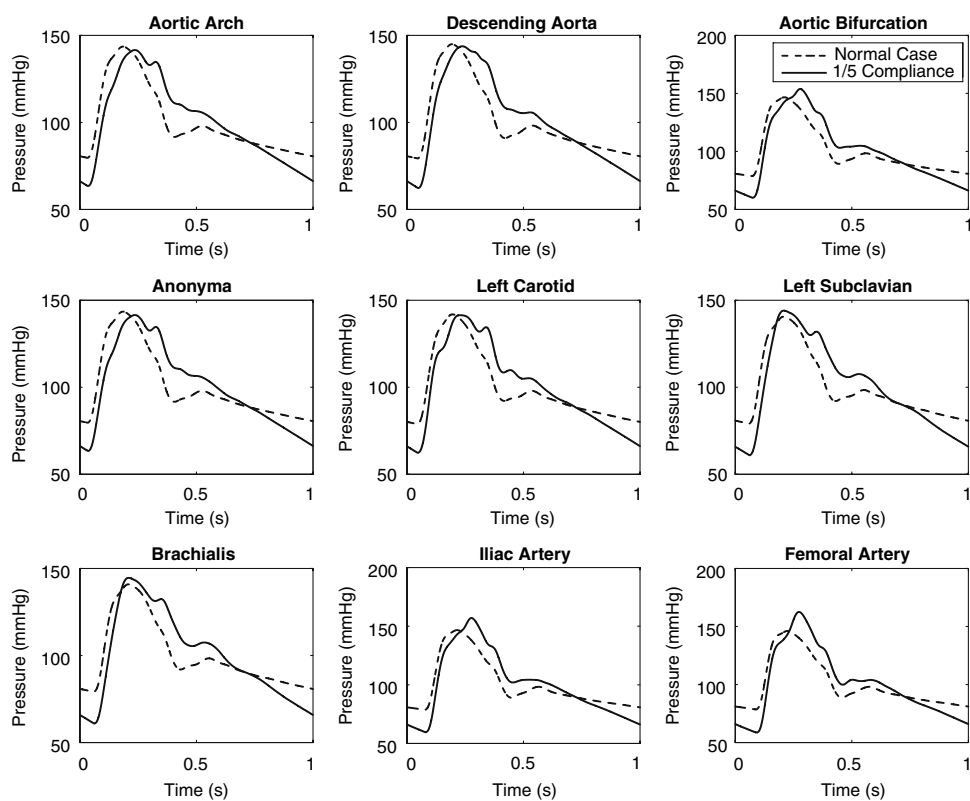 Aortic Arch
150
100
50
Pressure (mmHg)
0 0.5 1
Time (s)
Descending Aorta
150
100
50
Pressure (mmHg)
0 0.5 1
Time (s)
Aortic Bifurcation
200
150
100
50
Pressure (mmHg)
Normal Case
1/5 Compliance
0 0.5 1
Time (s)
Anonyma
150
100
50
Pressure (mmHg)
0 0.5 1
Time (s)
Left Carotid
150
100
50
Pressure (mmHg)
0 0.5 1
Time (s)
Left Subclavian
150
100
50
Pressure (mmHg)
0 0.5 1
Time (s)
Brachialis
150
100
50
Pressure (mmHg)
0 0.5 1
Time (s)
Iliac Artery
200
150
100
50
Pressure (mmHg)
0 0.5 1
Time (s)
Femoral Artery
200
150
100
50
Pressure (mmHg)
0 0.5 1
Time (s)